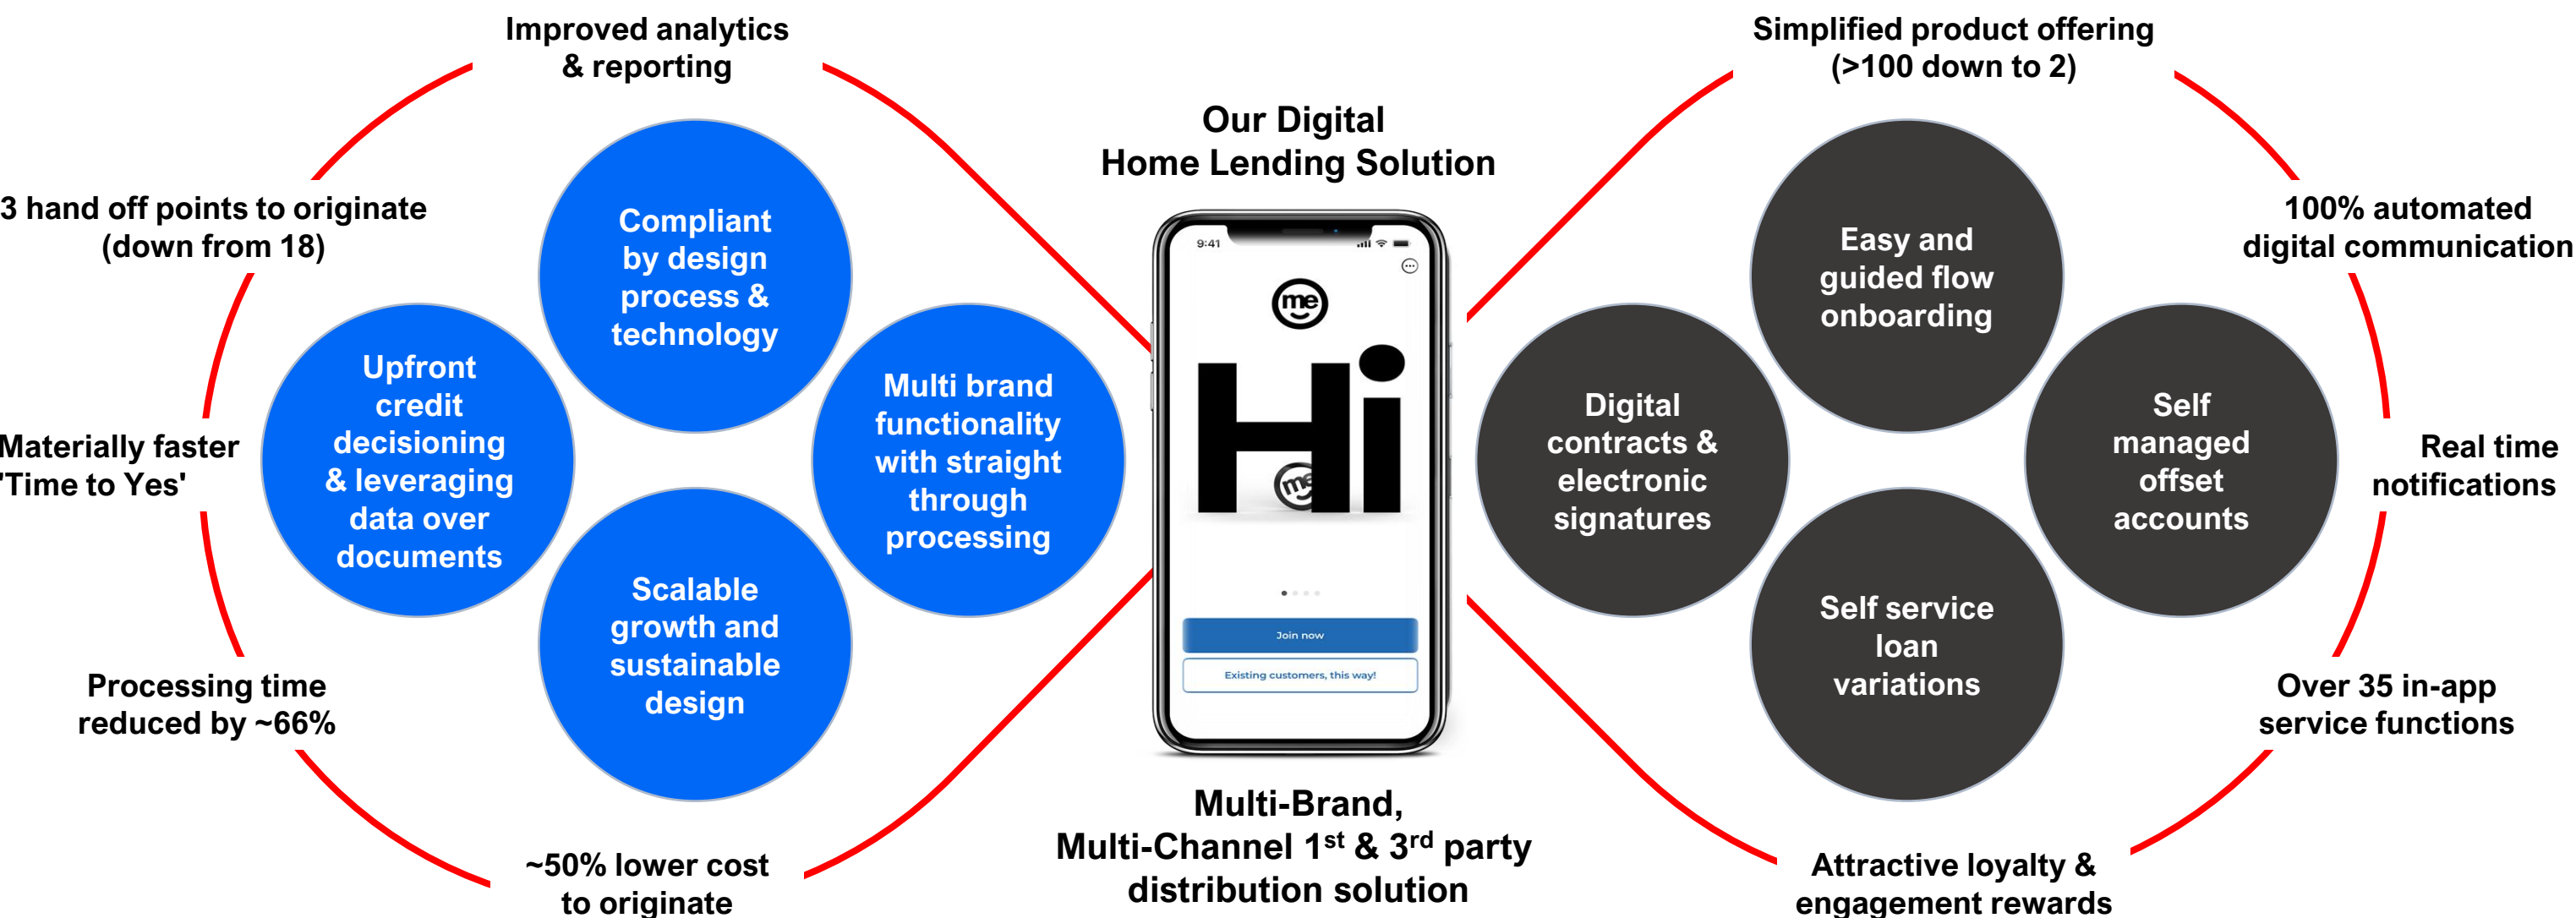 Improved analytics
& reporting
3 hand off points to originate
(down from 18)
Materially faster
'Time to Yes'
Processing time
reduced by ~66%
~50% lower cost
to originate
Compliant
by design
process &
technology
Upfront
credit
decisioning
& leveraging
data over
documents
Multi brand
functionality
with straight
through
processing
Scalable
growth and
sustainable
design
Our Digital
Home Lending Solution
9:41
me
Hi
me
Join now
Existing customers, this way!
Multi-Brand,
Multi-Channel 1st & 3rd party
distribution solution
Simplified product offering
(>100 down to 2)
100% automated
digital communication
Real time
notifications
Over 35 in-app
service functions
Attractive loyalty &
engagement rewards
Easy and
guided flow
onboarding
Digital
contracts &
electronic
signatures
Self
managed
offset
accounts
Self service
loan
variations